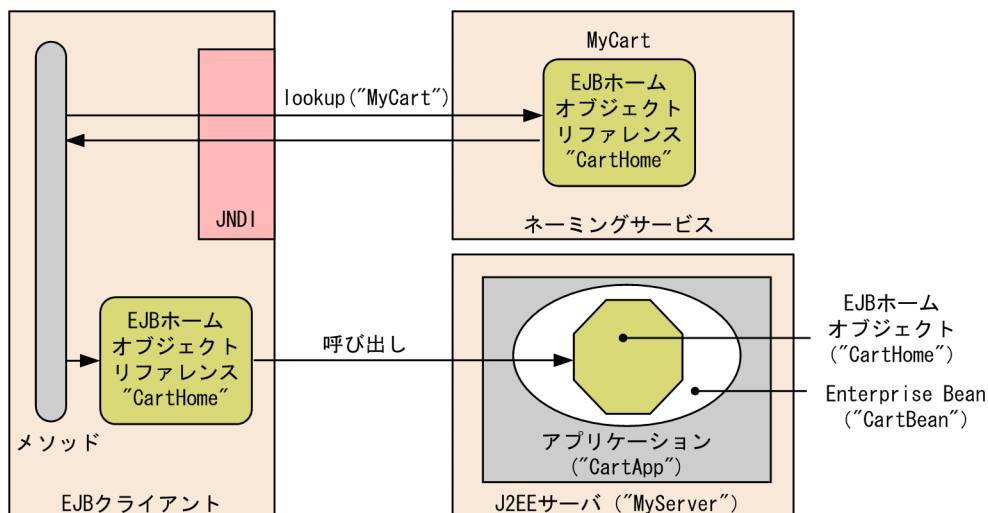 MyCart
EJBホーム
オブジェクト
リファレンス
"CartHome"
lookup("MyCart")
JNDI
ネーミングサービス
EJBホーム
オブジェクト
リファレンス
"CartHome"
呼び出し
EJBホーム
オブジェクト
("CartHome")
Enterprise Bean
("CartBean")
メソッド
アプリケーション
("CartApp")
EJBクライアント
J2EEサーバ("MyServer")